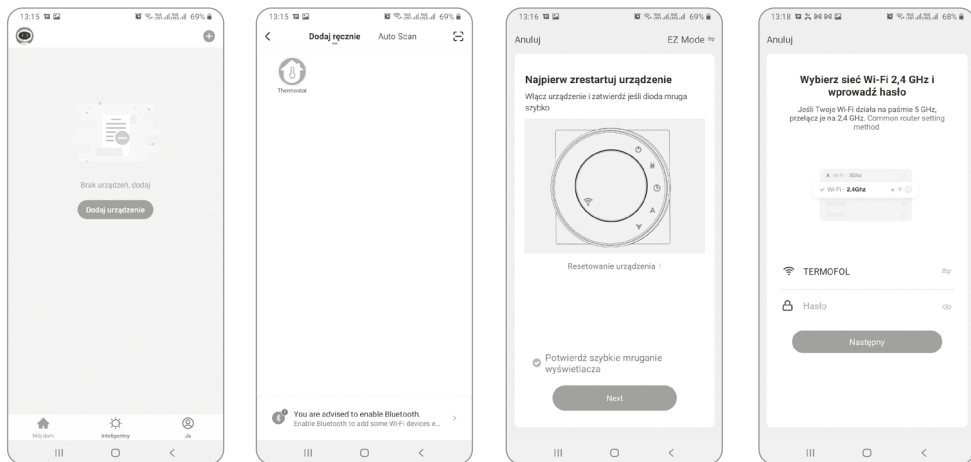 13:15
69%
Brak urządzeń, dodaj
Dodaj urządzenie
Mój dom
Inteligentny
Ja
13:15
69%
Dodaj ręcznie
Auto Scan
Thermostat
You are advised to enable Bluetooth.
Enable Bluetooth to add some Wi-Fi devices e...
13:16
69%
Anuluj
EZ Mode
Najpierw zrestartuj urządzenie
Włącz urządzenie i zatwierdź jeśli dioda mruga
szybko
Resetowanie urządzenia
Potwierdź szybkie mruganie
wyświetlacza
Next
13:18
68%
Anuluj
Wybierz sieć Wi-Fi 2,4 GHz i
wprowadź hasło
Jeśli Twoje Wi-Fi działa na paśmie 5 GHz,
przełącz je na 2,4 GHz. Common router setting
method
Wi-Fi - 5Ghz
Wi-Fi - 2.4Ghz
TERMOFOL
Hasło
Następny